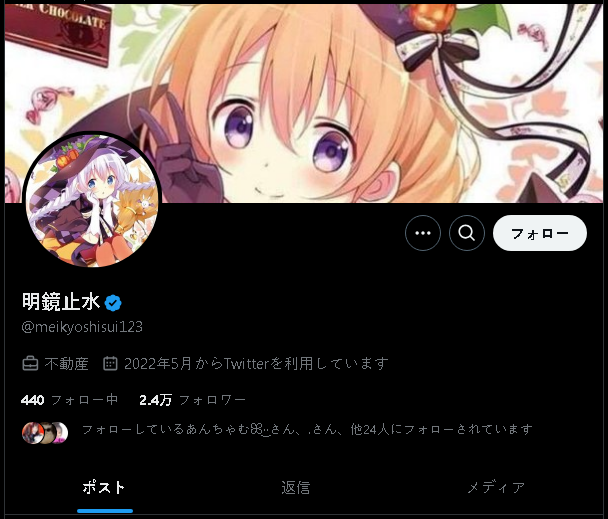 CHOCOLATE
フォロー
明鏡止水
@meikyoshisui123
不動産 2022年5月からTwitterを利用しています
440 フォロー中 2.4万 フォロワー
フォローしているあんちゃむꕤ︎︎·͜·さん、.さん、他24人にフォローされています
ポスト 返信 メディア